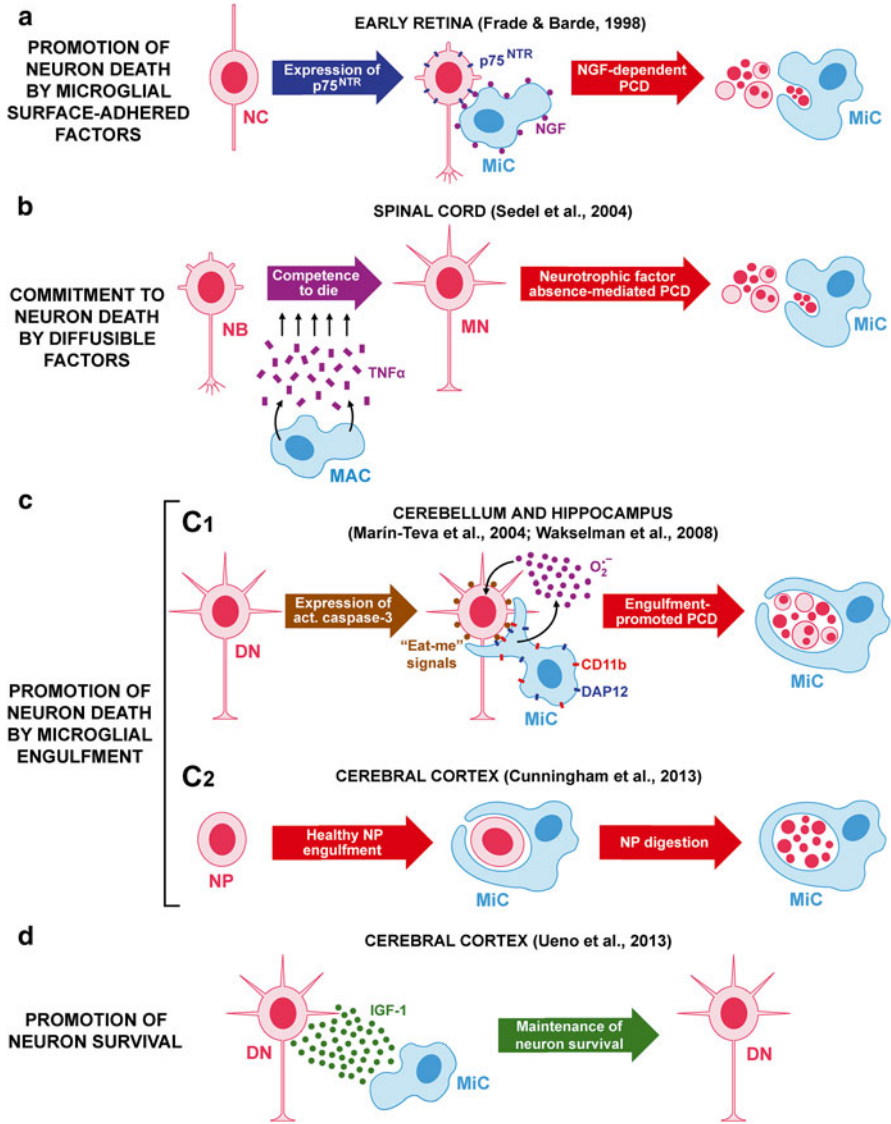 a
EARLY RETINA (Frade & Barde, 1998)
PROMOTION OF
NEURON DEATH
BY MICROGLIAL
SURFACE-ADHERED
FACTORS
NC
Expression of
p75NTR
p75NTR
NGF
MiC
NGF-dependent
PCD
MiC
b
SPINAL CORD (Sedel et al., 2004)
COMMITMENT TO
NEURON DEATH
BY DIFFUSIBLE
FACTORS
NB
Competence
to die
TNFα
MAC
MN
Neurotrophic factor
absence-mediated PCD
MiC
c
PROMOTION OF
NEURON DEATH
BY MICROGLIAL
ENGULFMENT
C1
CEREBELLUM AND HIPPOCAMPUS
(Marín-Teva et al., 2004; Wakselman et al., 2008)
DN
Expression of
act. caspase-3
O2•−
"Eat-me"
signals
CD11b
DAP12
MiC
Engulfment-
promoted PCD
MiC
C2
CEREBRAL CORTEX (Cunningham et al., 2013)
NP
Healthy NP
engulfment
MiC
NP digestion
MiC
d
CEREBRAL CORTEX (Ueno et al., 2013)
PROMOTION OF
NEURON SURVIVAL
DN
IGF-1
MiC
Maintenance of
neuron survival
DN